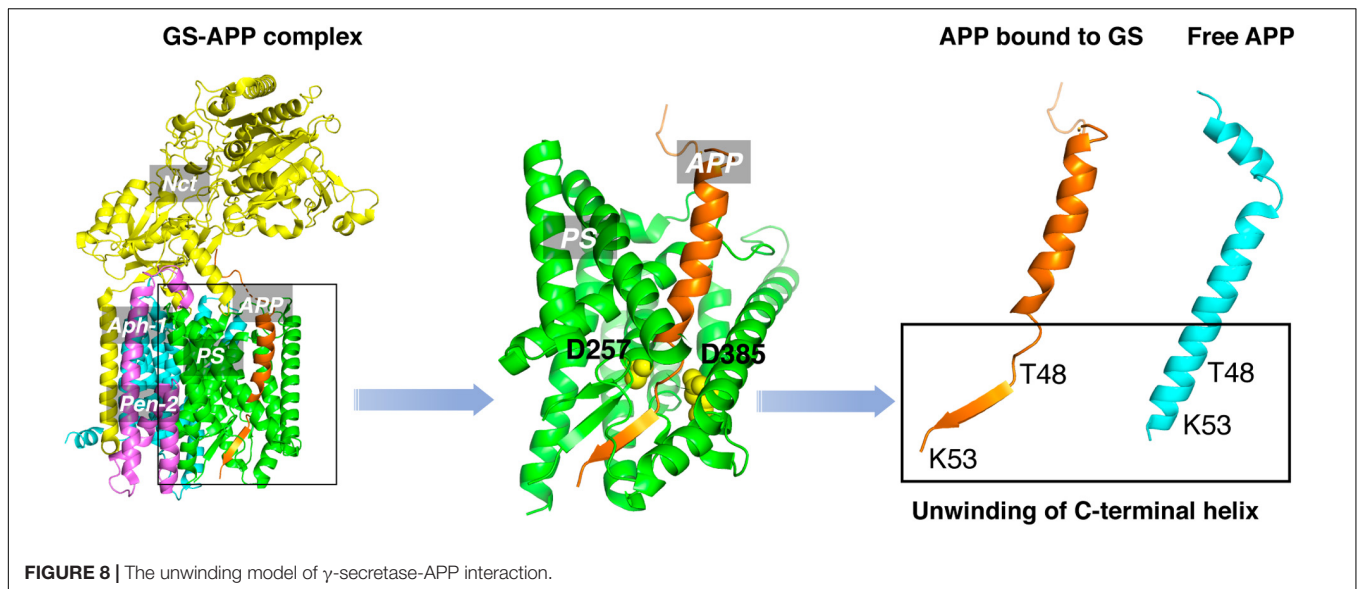 GS-APP complex
APP bound to GS
Free APP
Nct
APP
PS
Aph-1
APP
PS
Pen-2
D257
D385
T48
K53
T48
K53
Unwinding of C-terminal helix
FIGURE 8 | The unwinding model of γ-secretase-APP interaction.